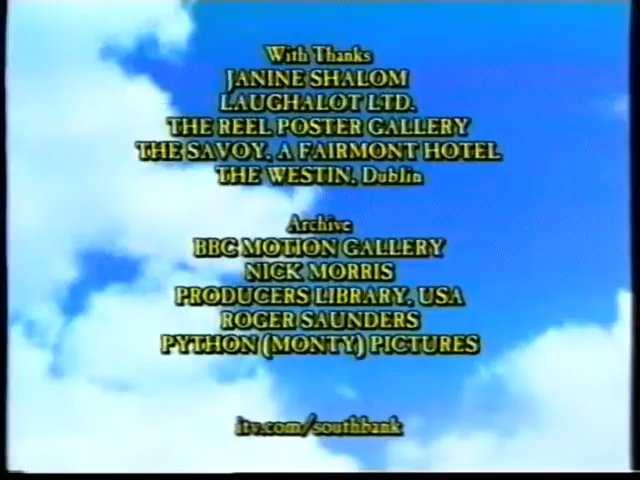 With Thanks
JANINE SHALOM
LAUGHALOT LTD.
THE REEL POSTER GALLERY
THE SAVOY, A FAIRMONT HOTEL
THE WESTIN, Dublin
Archive
BBC MOTION GALLERY
NICK MORRIS
PRODUCERS LIBRARY, USA
ROGER SAUNDERS
PYTHON (MONTY) PICTURES
itv.com/southbank